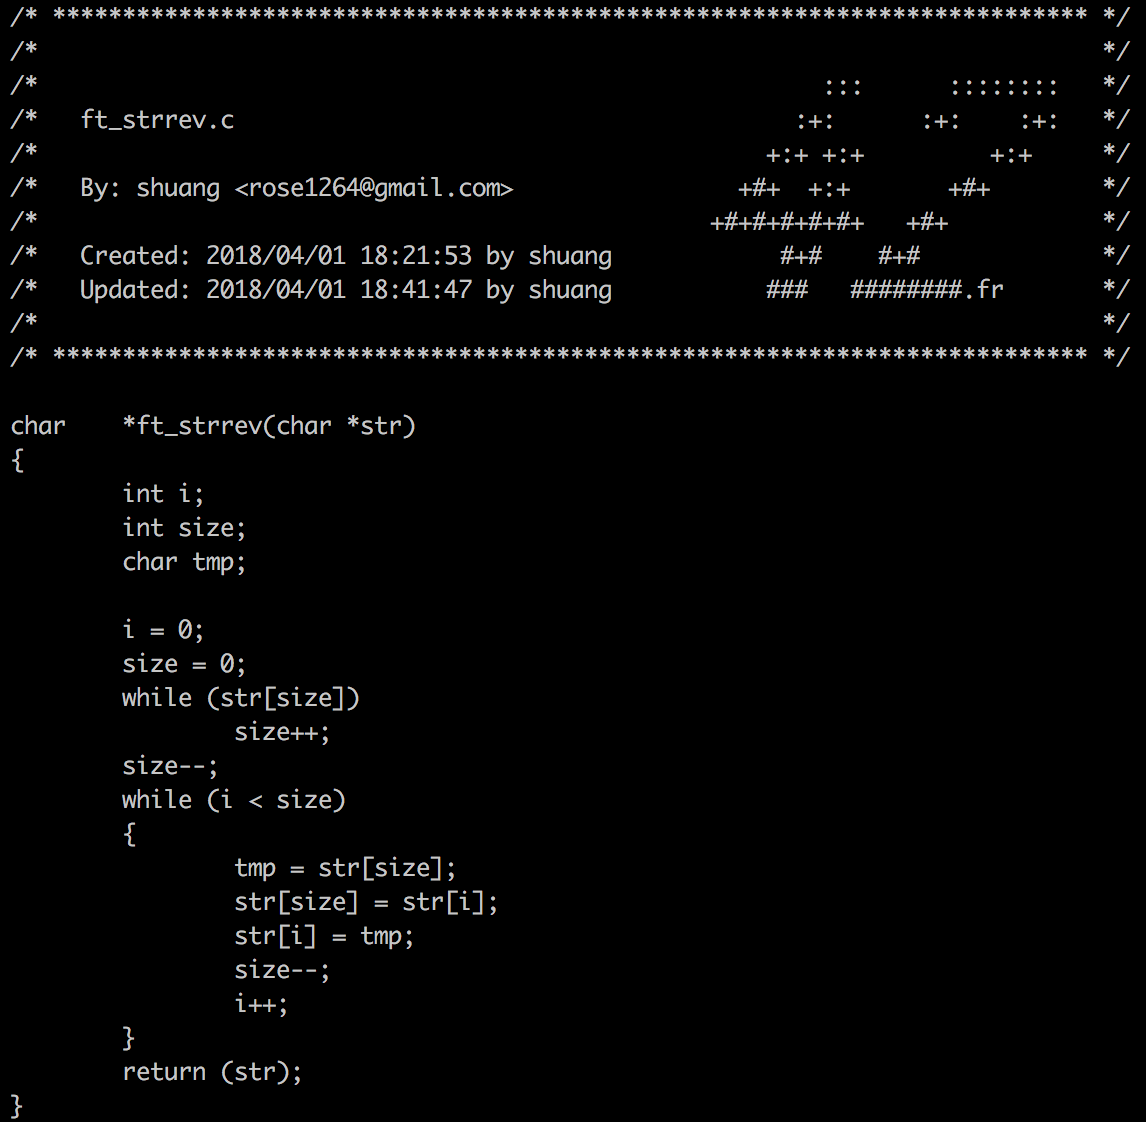 /* ************************************************************************** */
/*                                                                            */
/*                                                        :::      ::::::::   */
/*   ft_strrev.c                                        :+:      :+:    :+:   */
/*                                                    +:+ +:+         +:+     */
/*   By: shuang <rose1264@gmail.com>                +#+  +:+       +#+        */
/*                                                +#+#+#+#+#+   +#+           */
/*   Created: 2018/04/01 18:21:53 by shuang            #+#    #+#             */
/*   Updated: 2018/04/01 18:41:47 by shuang           ###   ########.fr       */
/*                                                                            */
/* ************************************************************************** */

char    *ft_strrev(char *str)
{
        int i;
        int size;
        char tmp;

        i = 0;
        size = 0;
        while (str[size])
                size++;
        size--;
        while (i < size)
        {
                tmp = str[size];
                str[size] = str[i];
                str[i] = tmp;
                size--;
                i++;
        }
        return (str);
}